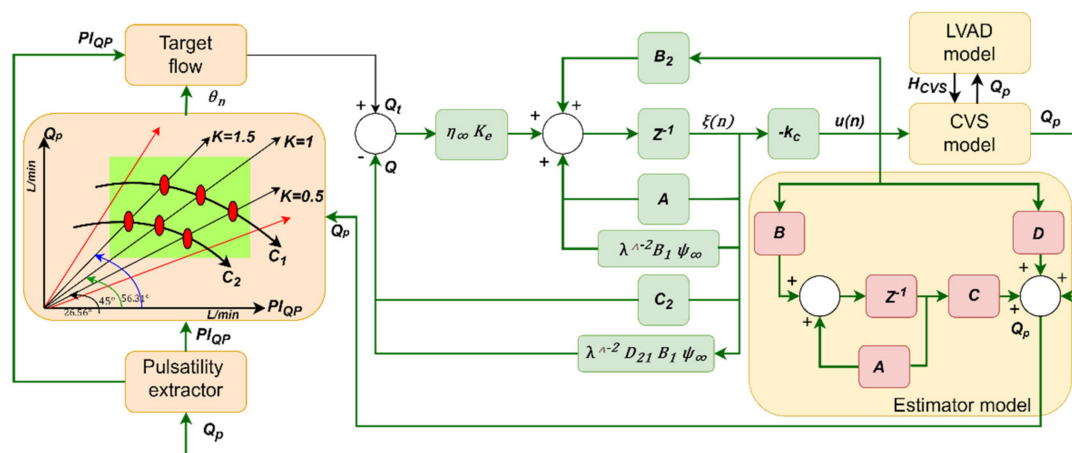 PI_QP
Target
flow
θ_n
Q_p
L/min
K=1.5
K=1
K=0.5
C_1
C_2
56.31°
45°
26.56°
L/min
PI_QP
PI_QP
Pulsatility
extractor
Q_p
+
Q_t
-
Q
η_∞ K_e
+
+
+
B_2
Z^-1
ξ(n)
A
λ^-2 B_1 ψ_∞
C_2
λ^-2 D_21 B_1 ψ_∞
-k_c
u(n)
LVAD
model
H_CVS
Q_p
CVS
model
Q_p
B
D
+
+
Z^-1
C
A
+
+
+
Q_p
Estimator model
Q_p